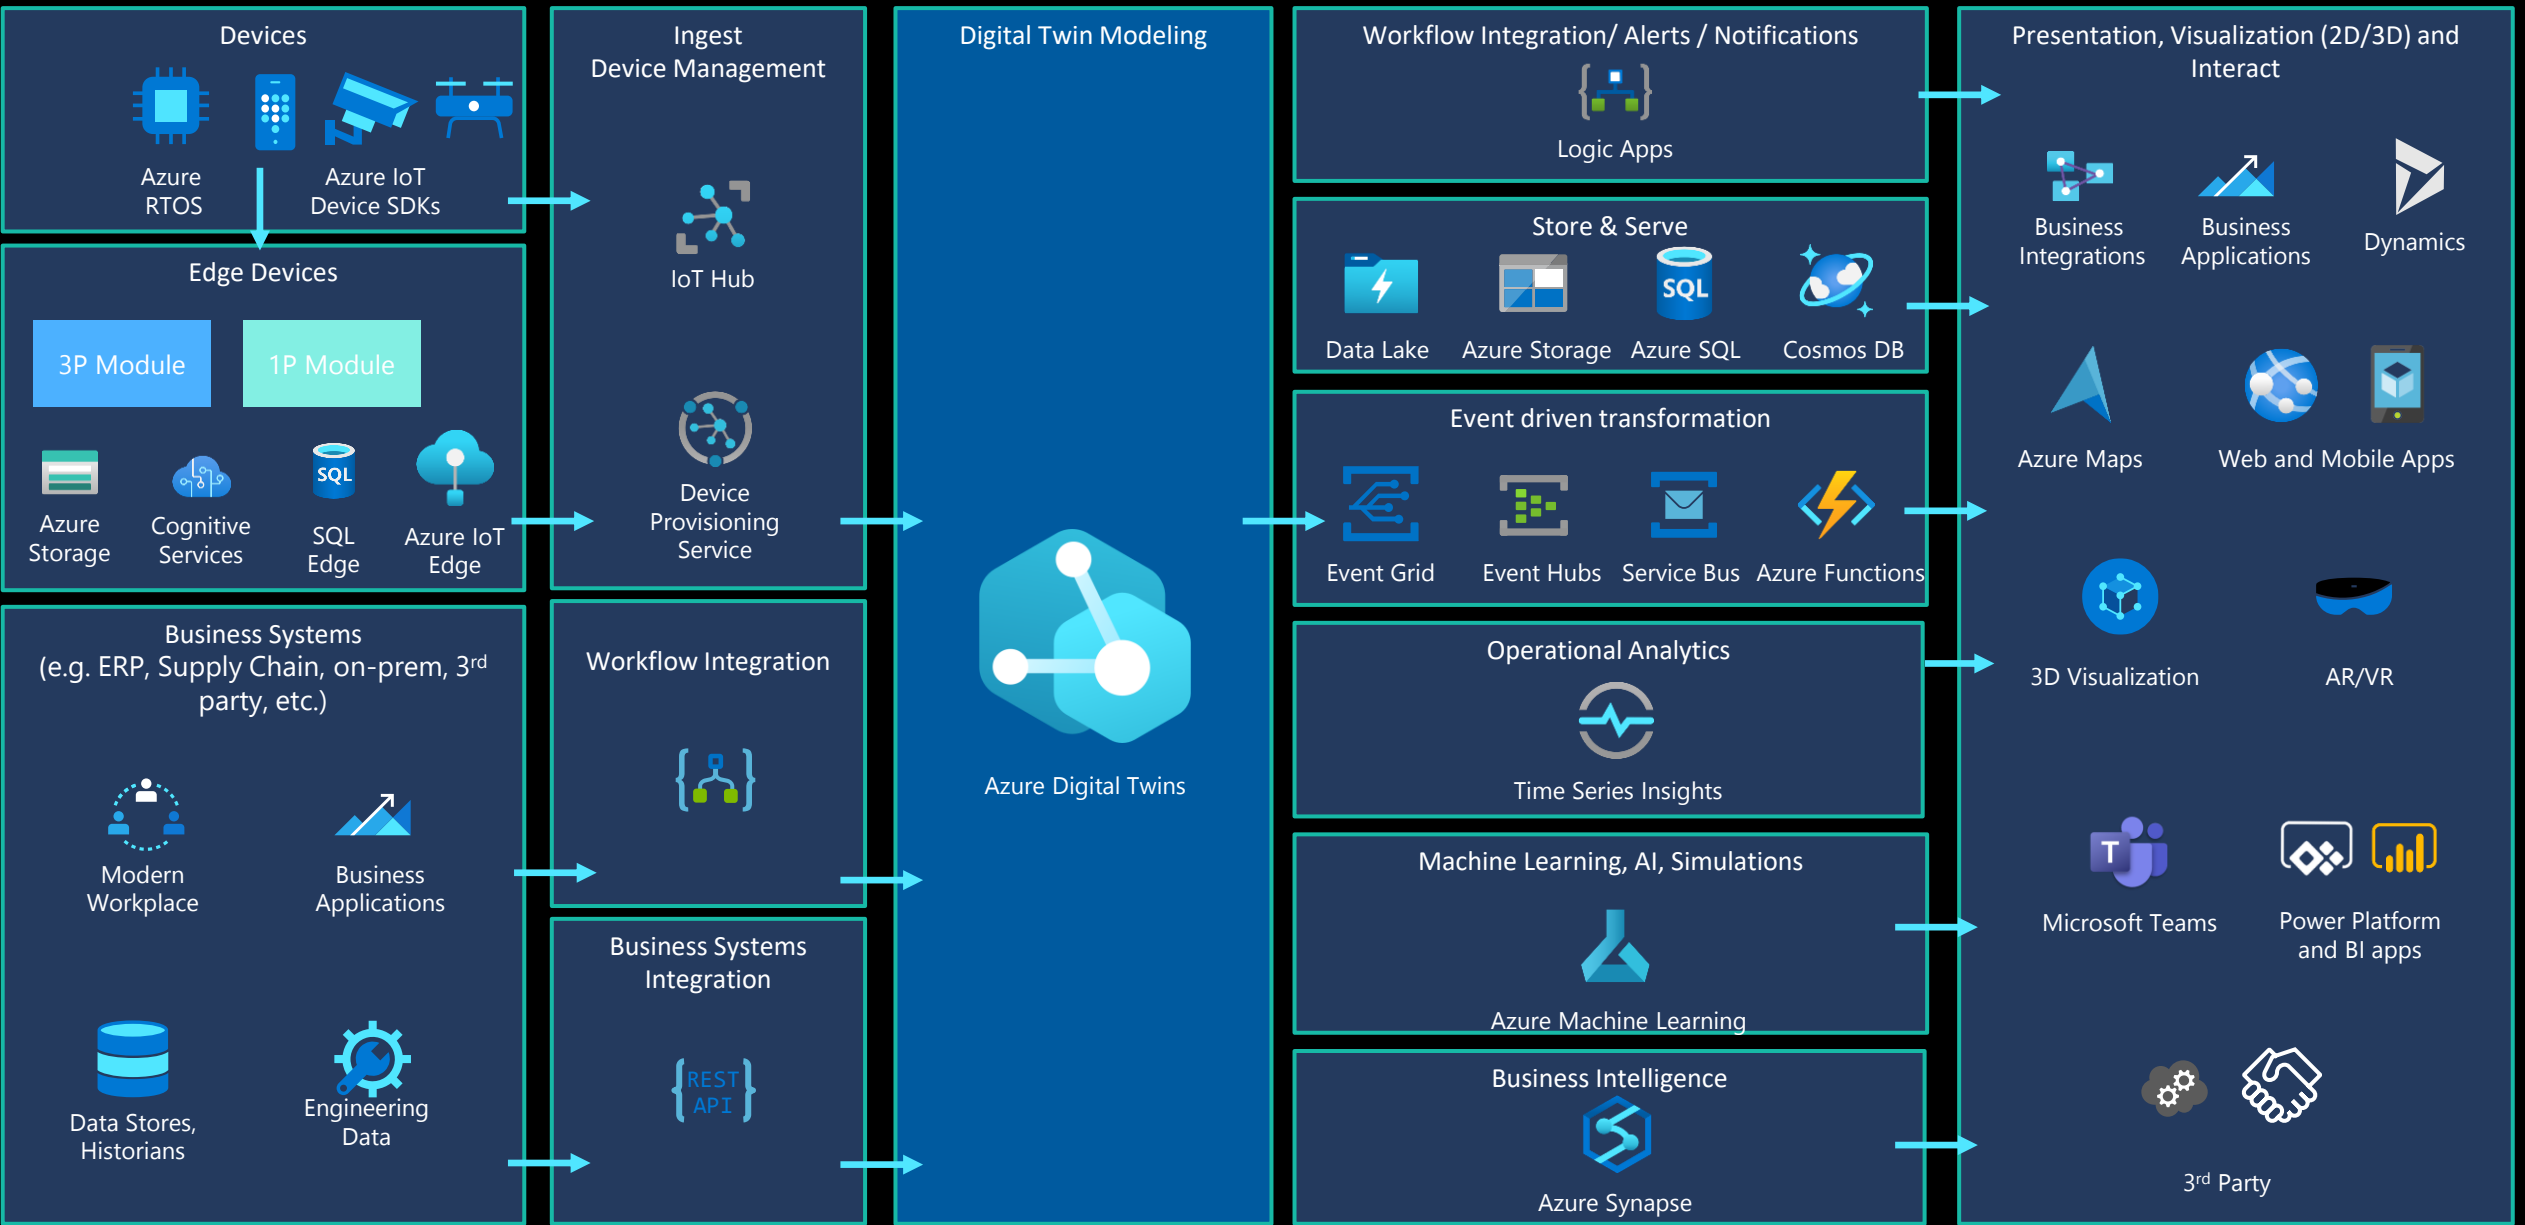 Devices
Azure
RTOS
Azure IoT
Device SDKs
Edge Devices
3P Module
1P Module
Azure
Storage
Cognitive
Services
SQL
SQL
Edge
Azure IoT
Edge
Business Systems
(e.g. ERP, Supply Chain, on-prem, 3rd
party, etc.)
Modern
Workplace
Business
Applications
Data Stores,
Historians
Engineering
Data
Ingest
Device Management
IoT Hub
Device
Provisioning
Service
Workflow Integration
Business Systems
Integration
REST
API
Digital Twin Modeling
Azure Digital Twins
Workflow Integration/ Alerts / Notifications
Logic Apps
Store & Serve
SQL
Data Lake
Azure Storage
Azure SQL
Cosmos DB
Event driven transformation
Event Grid
Event Hubs
Service Bus
Azure Functions
Operational Analytics
Time Series Insights
Machine Learning, AI, Simulations
Azure Machine Learning
Business Intelligence
Azure Synapse
Presentation, Visualization (2D/3D) and
Interact
Business
Integrations
Business
Applications
Dynamics
Azure Maps
Web and Mobile Apps
3D Visualization
AR/VR
T
Microsoft Teams
Power Platform
and BI apps
3rd Party